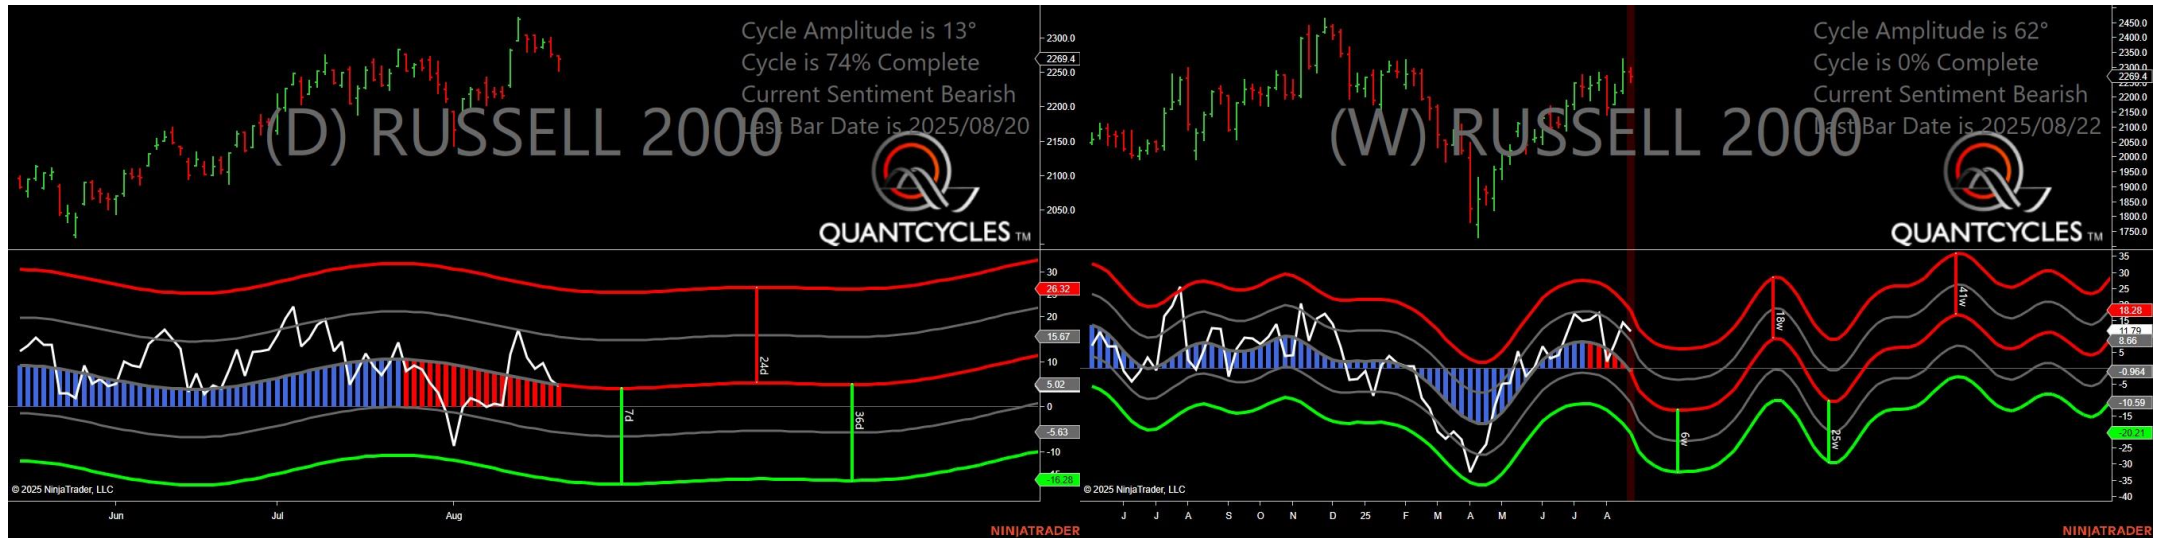 Cycle Amplitude is 13°
Cycle is 74% Complete
Current Sentiment Bearish
Last Bar Date is 2025/08/20
(D) RUSSELL 2000
QUANTCYCLES TM
2300.0
2269.4
2250.0
2200.0
2150.0
2100.0
2050.0
30
26.32
20
15.67
10
5.02
0
-5.63
-10
-16.28
24d
7d
36d
© 2025 NinjaTrader, LLC
Jun Jul Aug
NINJATRADER
Cycle Amplitude is 62°
Cycle is 0% Complete
Current Sentiment Bearish
Last Bar Date is 2025/08/22
(W) RUSSELL 2000
QUANTCYCLES TM
2450.0
2400.0
2350.0
2300.0
2269.4
2200.0
2150.0
2100.0
2050.0
2000.0
1950.0
1900.0
1850.0
1800.0
1750.0
35
30
25
18.28
15
11.79
8.66
5
-0.964
-5
-10.59
-15
-20.21
-25
-30
-35
-40
18w
41w
6w
25w
© 2025 NinjaTrader, LLC
J J A S O N D 25 F M A M J J A
NINJATRADER